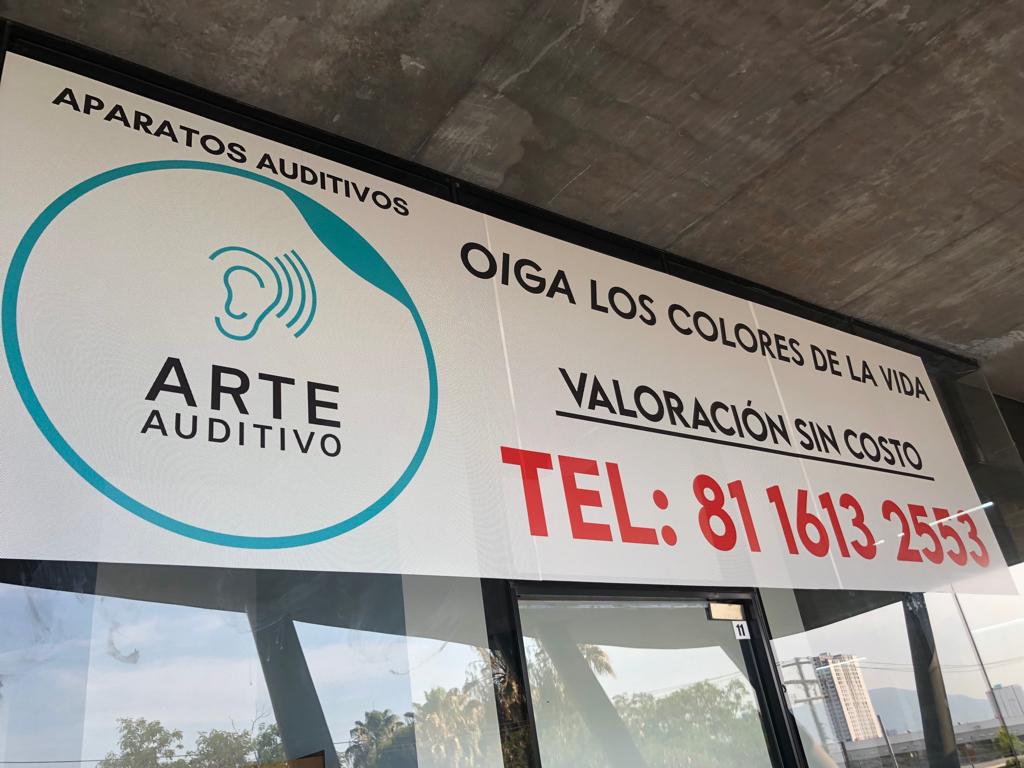 APARATOS AUDITIVOS
ARTE
AUDITIVO
OIGA LOS COLORES DE LA VIDA
VALORACIÓN SIN COSTO
TEL: 81 1613 2553
11